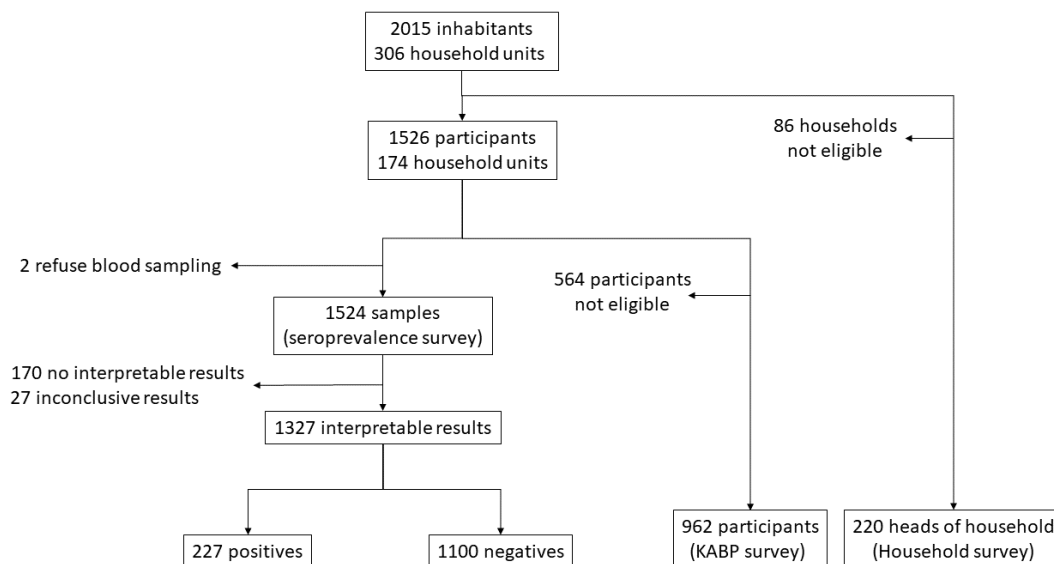 2015 inhabitants
306 household units
1526 participants
174 household units
86 households
not eligible
2 refuse blood sampling
564 participants
not eligible
1524 samples
(seroprevalence survey)
170 no interpretable results
27 inconclusive results
1327 interpretable results
227 positives
1100 negatives
962 participants
(KABP survey)
220 heads of household
(Household survey)